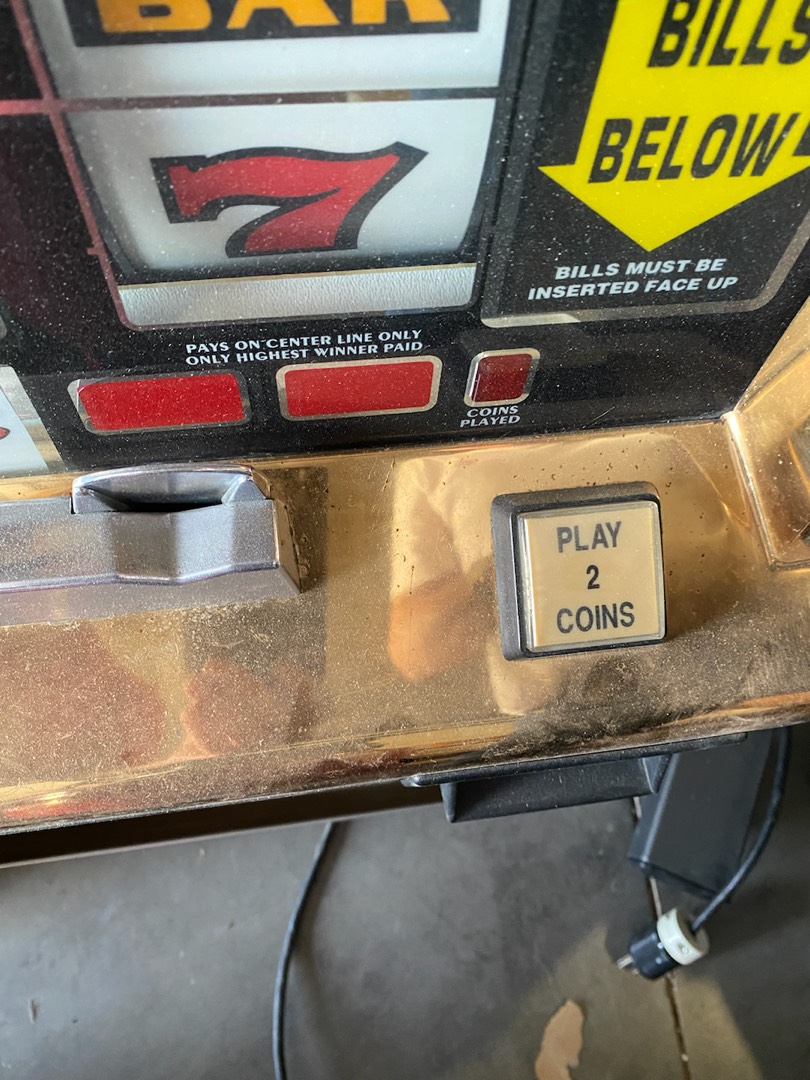 BAR
BILLS
BELOW
7
BILLS MUST BE
INSERTED FACE UP
PAYS ON CENTER LINE ONLY
ONLY HIGHEST WINNER PAID
COINS
PLAYED
PLAY
2
COINS